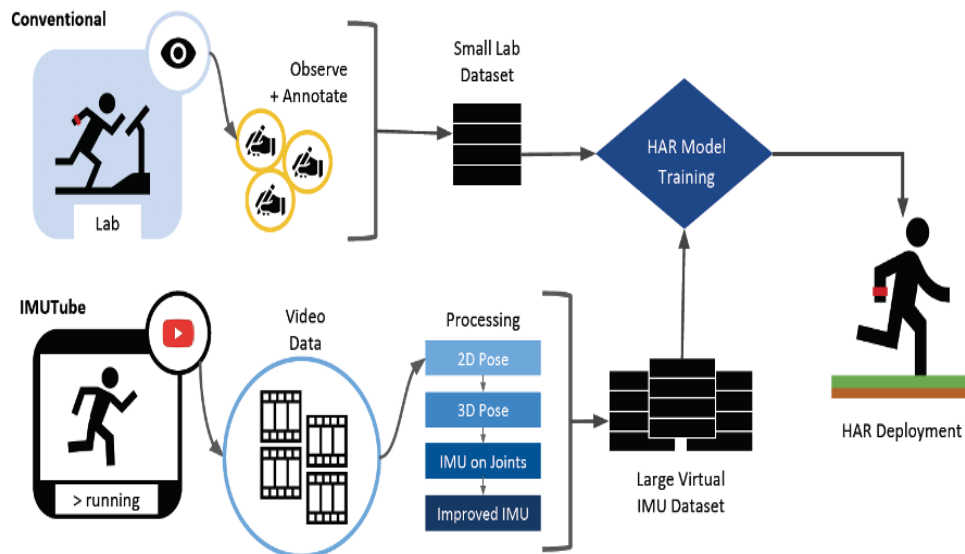 Conventional
Observe
+ Annotate
Lab
Small Lab
Dataset
HAR Model
Training
IMUTube
> running
Video
Data
Processing
2D Pose
3D Pose
IMU on Joints
Improved IMU
Large Virtual
IMU Dataset
HAR Deployment